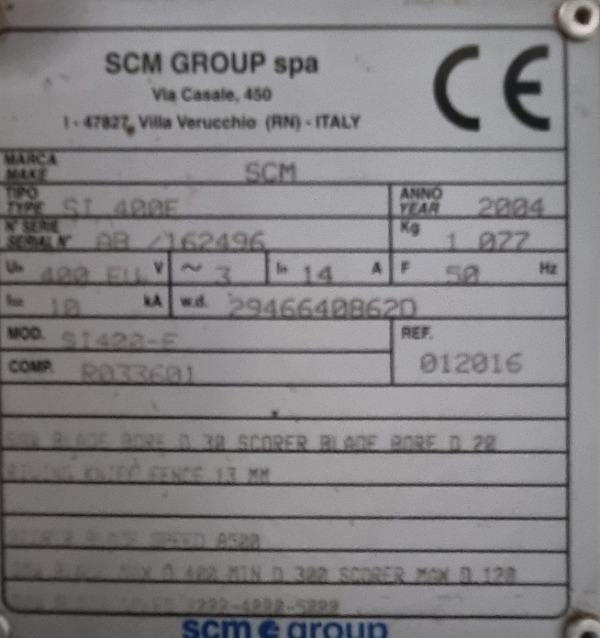 SCM GROUP spa
Via Casale, 450
I - 47827, Villa Verucchio (RN) - ITALY
CE
MARCA
MAKE SCM
TIPO
TYPE SI 400E
ANNO
YEAR 2004
N° SERIE
SERIAL N° AB /162496
Kg 1 077
Un 400 EU. V ~ 3 In 14 A F 50 Hz
Icc 10 kA w.d. 29466408620
MOD. SI400-E
REF. 012016
COMP. R033601
SAW BLADE BORE D 30 SCORER BLADE BORE D 20
RIVING KNIFE FENCE 13 MM
SCORER BLADE SPEED 8500
SAW BLADE MAX D 400 MIN D 300 SCORER MAX D 120
-4000-5000
scm group